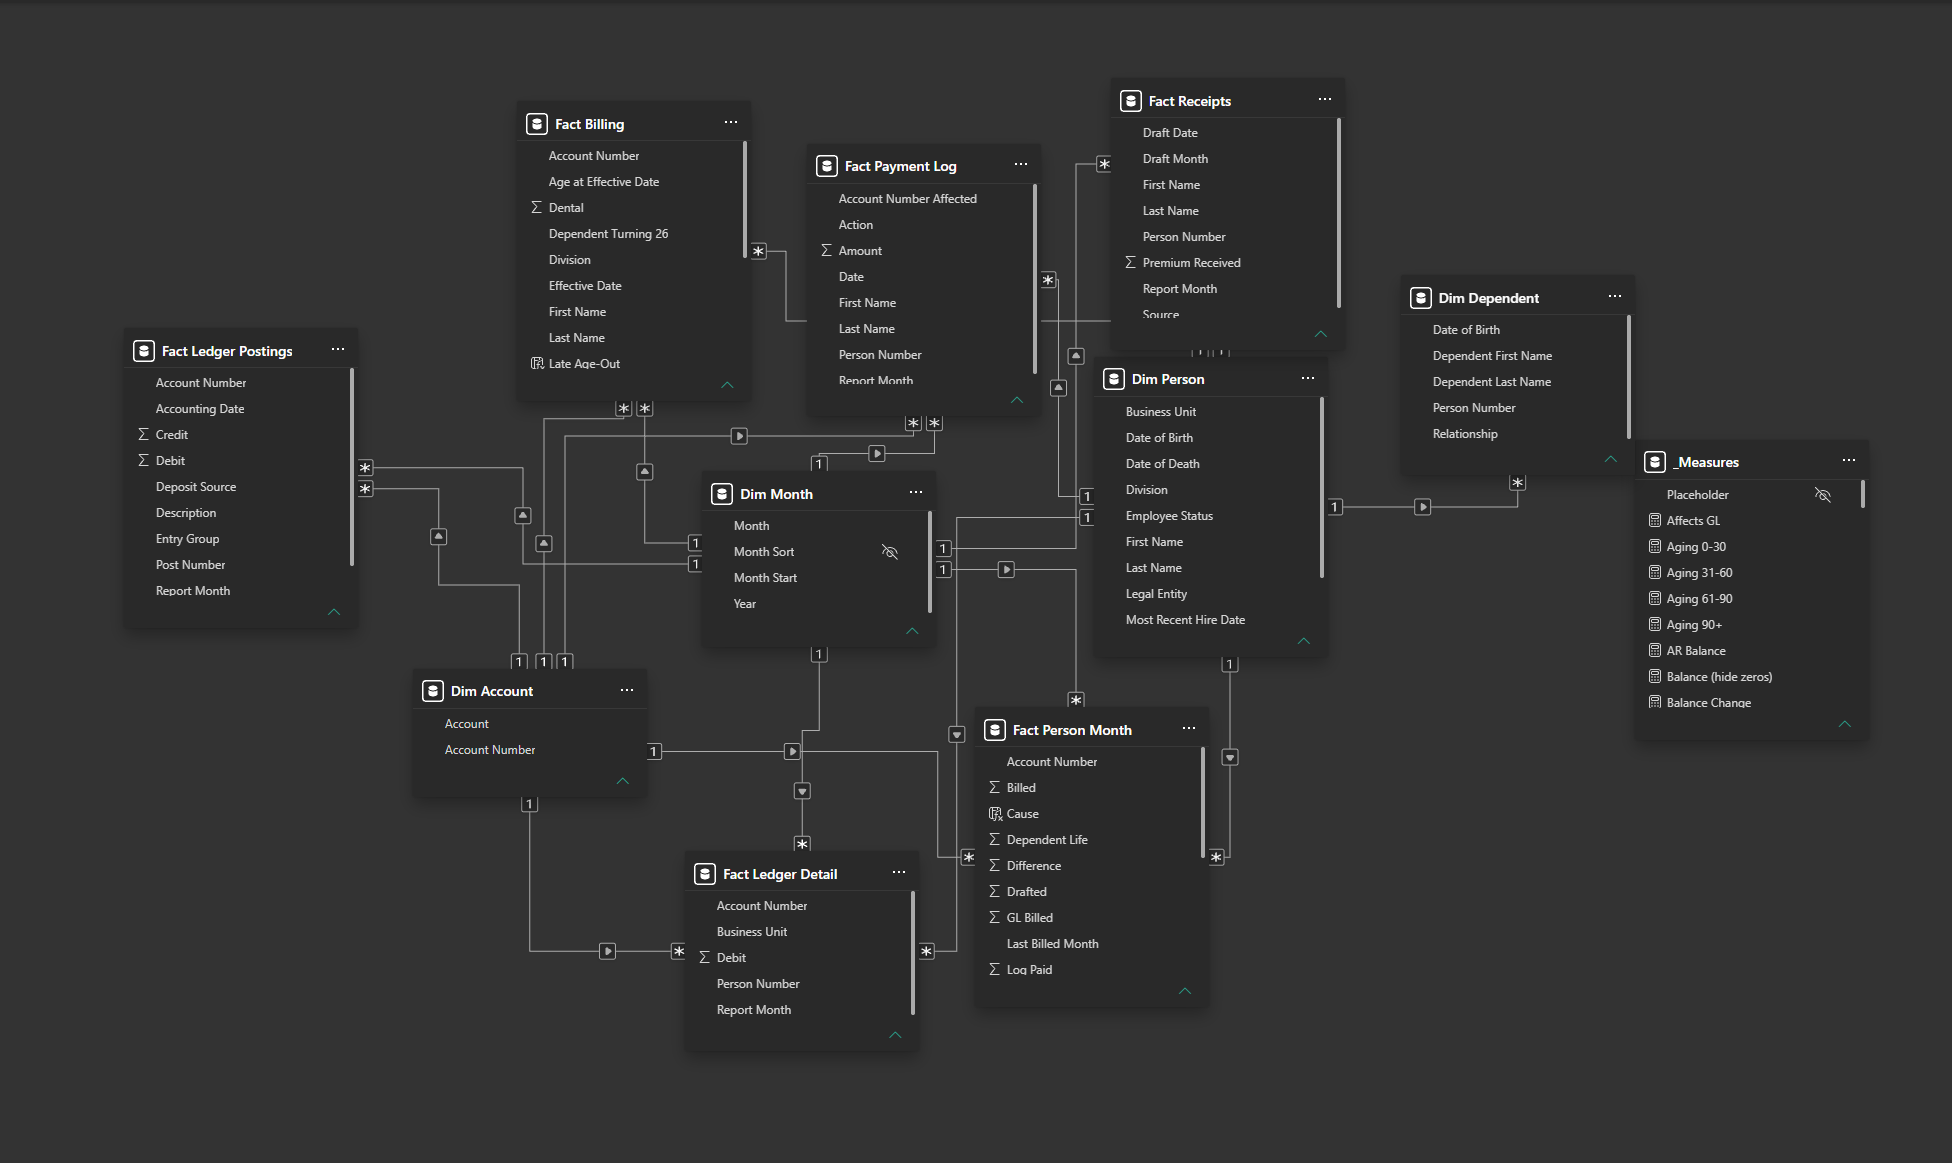 Fact Receipts
Draft Date
Draft Month
First Name
Last Name
Person Number
Premium Received
Report Month
Source
Fact Billing
Account Number
Age at Effective Date
Dental
Dependent Turning 26
Division
Effective Date
First Name
Last Name
Late Age-Out
Fact Payment Log
Account Number Affected
Action
Amount
Date
First Name
Last Name
Person Number
Report Month
Dim Dependent
Date of Birth
Dependent First Name
Dependent Last Name
Person Number
Relationship
Fact Ledger Postings
Account Number
Accounting Date
Credit
Debit
Deposit Source
Description
Entry Group
Post Number
Report Month
Dim Person
Business Unit
Date of Birth
Date of Death
Division
Employee Status
First Name
Last Name
Legal Entity
Most Recent Hire Date
_Measures
Placeholder
Affects GL
Aging 0-30
Aging 31-60
Aging 61-90
Aging 90+
AR Balance
Balance (hide zeros)
Balance Change
Dim Month
Month
Month Sort
Month Start
Year
Dim Account
Account
Account Number
Fact Person Month
Account Number
Billed
Cause
Dependent Life
Difference
Drafted
GL Billed
Last Billed Month
Log Paid
Fact Ledger Detail
Account Number
Business Unit
Debit
Person Number
Report Month